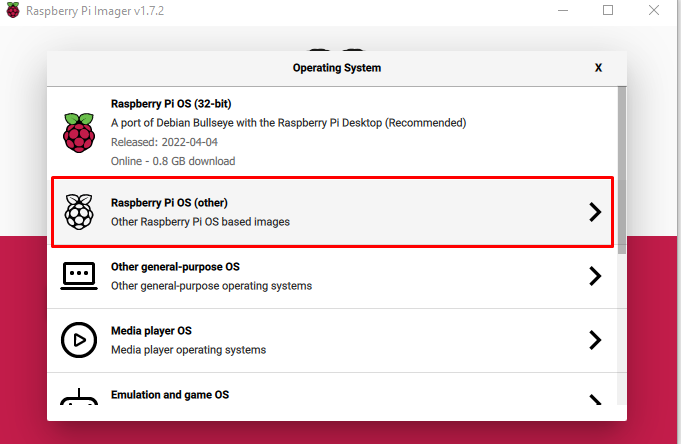 Raspberry Pi Imager v1.7.2
Operating System
X
Raspberry Pi OS (32-bit)
A port of Debian Bullseye with the Raspberry Pi Desktop (Recommended)
Released: 2022-04-04
Online - 0.8 GB download
Raspberry Pi OS (other)
Other Raspberry Pi OS based images
Other general-purpose OS
Other general-purpose operating systems
Media player OS
Media player operating systems
Emulation and game OS